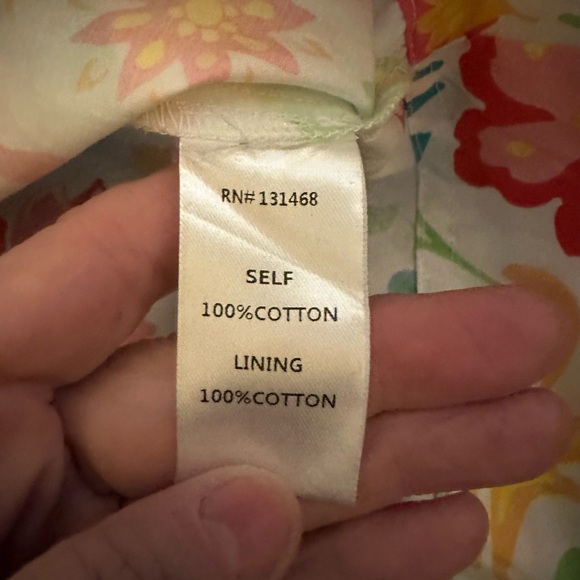 RN# 131468
SELF
100%COTTON
LINING
100%COTTON